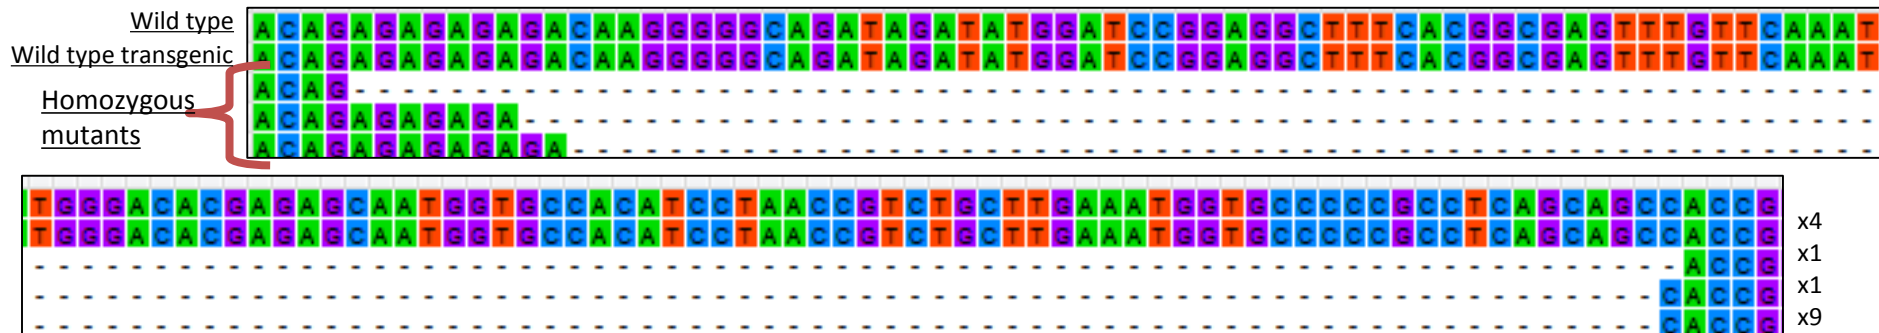 Wild type
ACAGAGAGAGAGACAAGGGGGCAGATAGATATGGATCCGGAGGCTTTCACGGCGAGTTTGTTCAAAT
Wild type transgenic
ACAGAGAGAGAGACAAGGGGGCAGATAGATATGGATCCGGAGGCTTTCACGGCGAGTTTGTTCAAAT
Homozygous
mutants
ACAG---------------------------------------------------------------
ACAGAGAGAGA--------------------------------------------------------
ACAGAGAGAGAGA------------------------------------------------------
TGGGACACGAGAGCAATGGTGCCACATCCTAACCGTCTGCTTGAAATGGTGCCCCCGCCTCAGCAGCCACCG
TGGGACACGAGAGCAATGGTGCCACATCCTAACCGTCTGCTTGAAATGGTGCCCCCGCCTCAGCAGCCACCG x4
--------------------------------------------------------------------ACCG x1
-------------------------------------------------------------------CACCG x1
-------------------------------------------------------------------CACCG x9